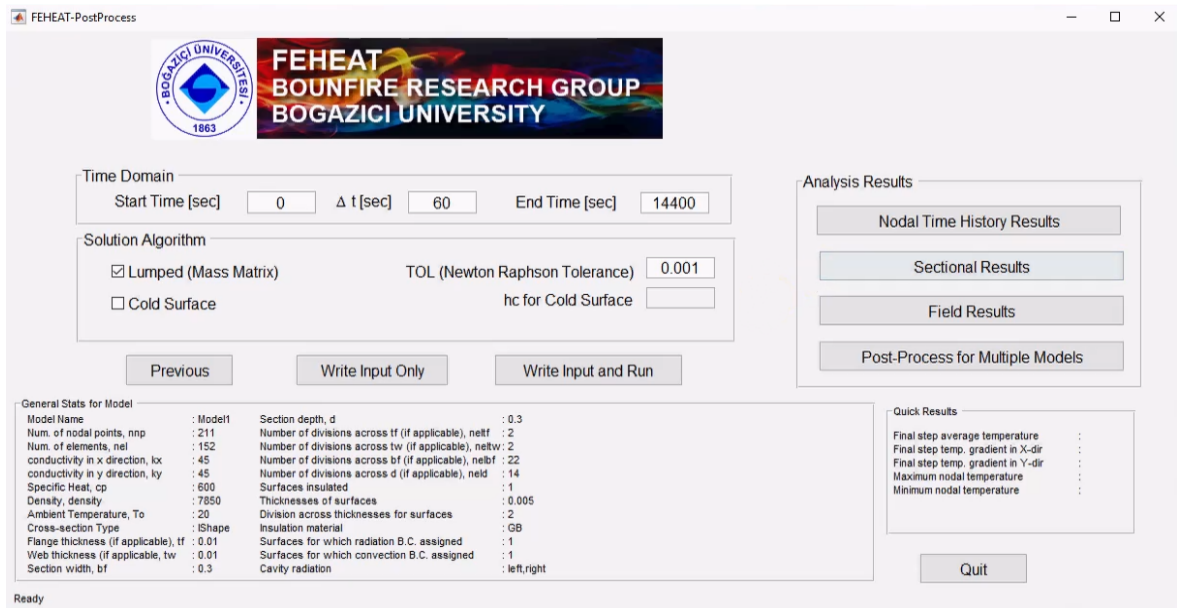 FEHEAT-PostProcess
BOĞAZİÇİ ÜNİVERSİTESİ
1863
FEHEAT
BOUNFIRE RESEARCH GROUP
BOGAZICI UNIVERSITY
Time Domain
Start Time [sec] 0 Δ t [sec] 60 End Time [sec] 14400
Solution Algorithm
Lumped (Mass Matrix) TOL (Newton Raphson Tolerance) 0.001
Cold Surface hc for Cold Surface
Previous Write Input Only Write Input and Run
Analysis Results
Nodal Time History Results
Sectional Results
Field Results
Post-Process for Multiple Models
General Stats for Model
Model Name : Model1 Section depth, d : 0.3
Num. of nodal points, nnp : 211 Number of divisions across tf (if applicable), neltf : 2
Num. of elements, nel : 152 Number of divisions across tw (if applicable), neltw : 2
conductivity in x direction, kx : 45 Number of divisions across bf (if applicable), nelbf : 22
conductivity in y direction, ky : 45 Number of divisions across d (if applicable), neld : 14
Specific Heat, cp : 600 Surfaces insulated : 1
Density, density : 7850 Thicknesses of surfaces : 0.005
Ambient Temperature, To : 20 Division across thicknesses for surfaces : 2
Cross-section Type : IShape Insulation material : GB
Flange thickness (if applicable), tf : 0.01 Surfaces for which radiation B.C. assigned : 1
Web thickness (if applicable, tw : 0.01 Surfaces for which convection B.C. assigned : 1
Section width, bf : 0.3 Cavity radiation : left,right
Quick Results
Final step average temperature :
Final step temp. gradient in X-dir :
Final step temp. gradient in Y-dir :
Maximum nodal temperature :
Minimum nodal temperature :
Quit
Ready